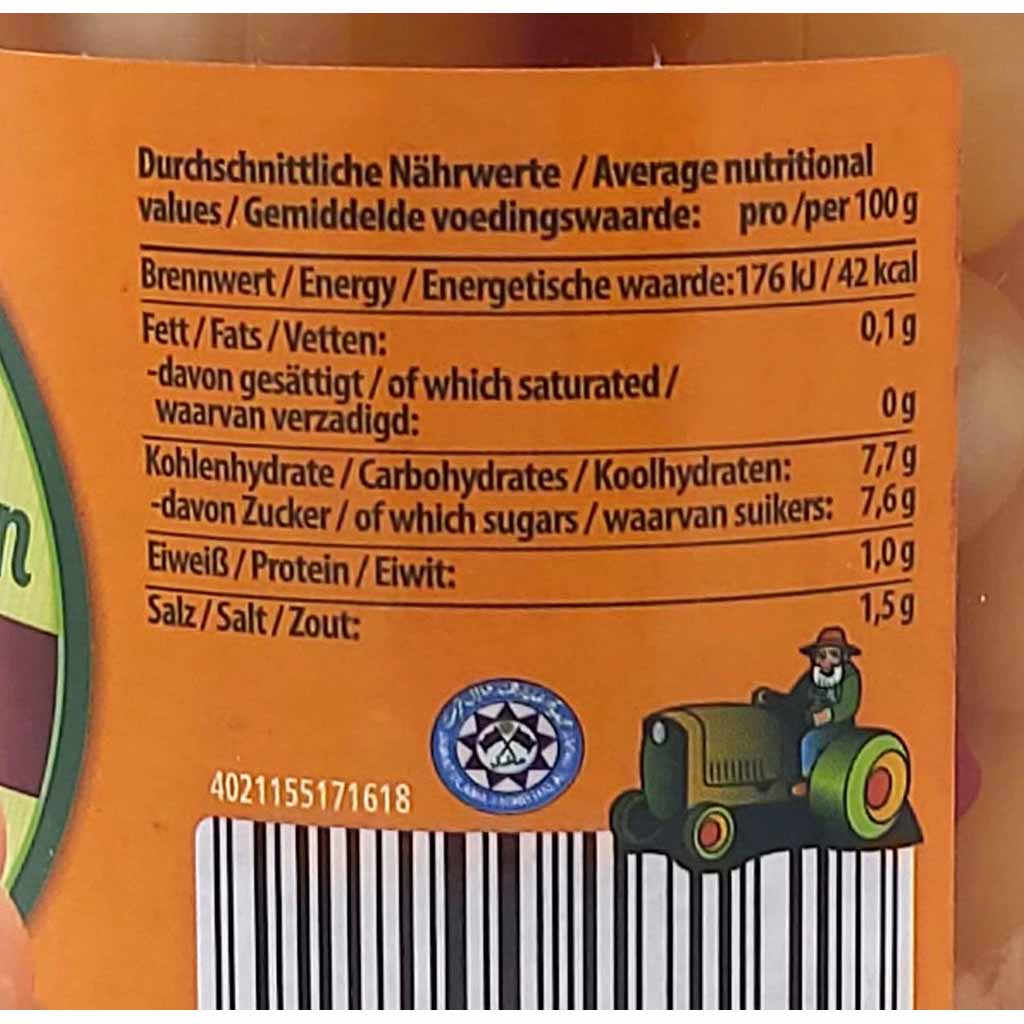 Durchschnittliche Nährwerte / Average nutritional
values / Gemiddelde voedingswaarde: pro/per 100 g
Brennwert / Energy / Energetische waarde: 176 kJ / 42 kcal
Fett / Fats / Vetten: 0,1 g
-davon gesättigt / of which saturated /
waarvan verzadigd: 0 g
Kohlenhydrate / Carbohydrates / Koolhydraten: 7,7 g
-davon Zucker / of which sugars / waarvan suikers: 7,6 g
Eiweiß / Protein / Eiwit: 1,0 g
Salz / Salt / Zout: 1,5 g
4021155171618
n